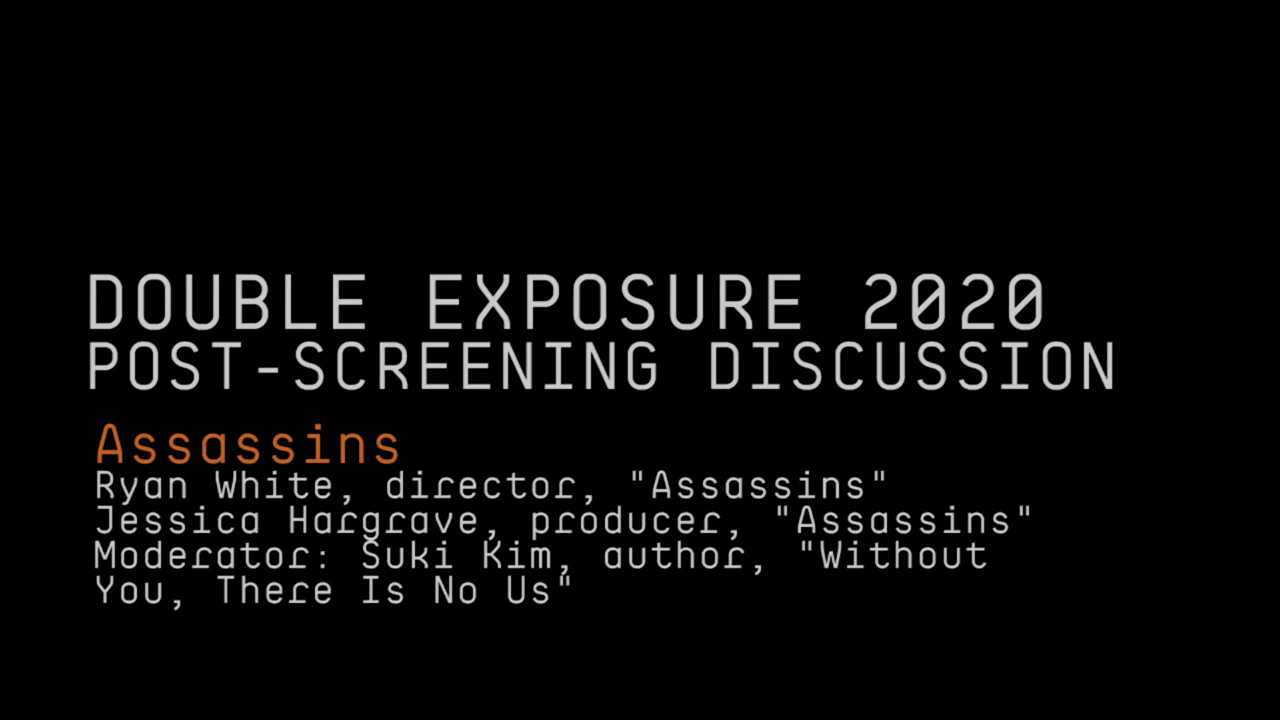 DOUBLE EXPOSURE 2020
POST-SCREENING DISCUSSION
Assassins
Ryan White, director, "Assassins"
Jessica Hargrave, producer, "Assassins"
Moderator: Suki Kim, author, "Without
You, There Is No Us"